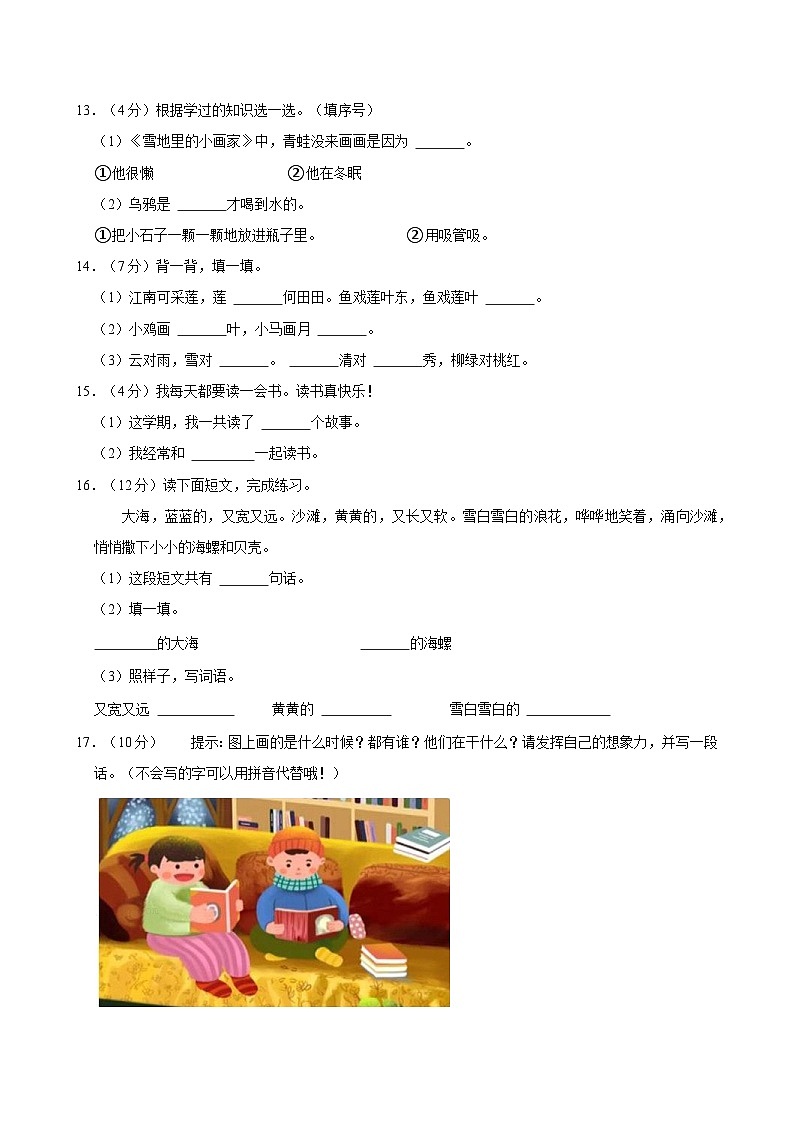 13．（4分）根据学过的知识选一选。（填序号）
（1）《雪地里的小画家》中，青蛙没来画画是因为 _______。
①他很懒 ②他在冬眠
（2）乌鸦是 _______才喝到水的。
①把小石子一颗一颗地放进瓶子里。 ②用吸管吸。
14．（7分）背一背，填一填。
（1）江南可采莲，莲 _______何田田。鱼戏莲叶东，鱼戏莲叶 _______。
（2）小鸡画 _______叶，小马画月 _______。
（3）云对雨，雪对 _______。 _______清对 _______秀，柳绿对桃红。
15．（4分）我每天都要读一会书。读书真快乐！
（1）这学期，我一共读了 _______个故事。
（2）我经常和 _________一起读书。
16．（12分）读下面短文，完成练习。
大海，蓝蓝的，又宽又远。沙滩，黄黄的，又长又软。雪白雪白的浪花，哗哗地笑着，涌向沙滩，
悄悄撒下小小的海螺和贝壳。
（1）这段短文共有 _______句话。
（2）填一填。
_________的大海 _______的海螺
（3）照样子，写词语。
又宽又远 ___________ 黄黄的 __________ 雪白雪白的 ____________
17．（10分） 提示：图上画的是什么时候？都有谁？他们在干什么？请发挥自己的想象力，并写一段
话。（不会写的字可以用拼音代替哦！）